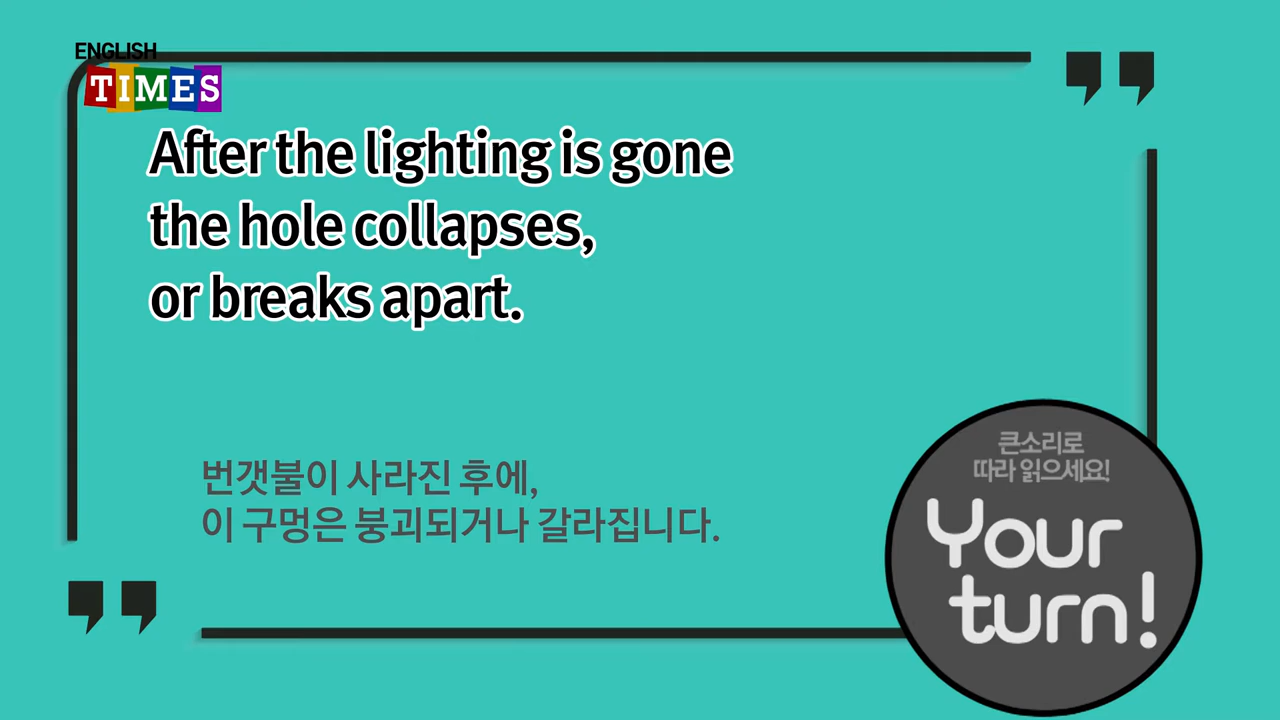 ENGLISH
TIMES
After the lighting is gone
the hole collapses,
or breaks apart.
번갯불이 사라진 후에,
이 구멍은 붕괴되거나 갈라집니다.
큰소리로
따라 읽으세요!
Your
turn!